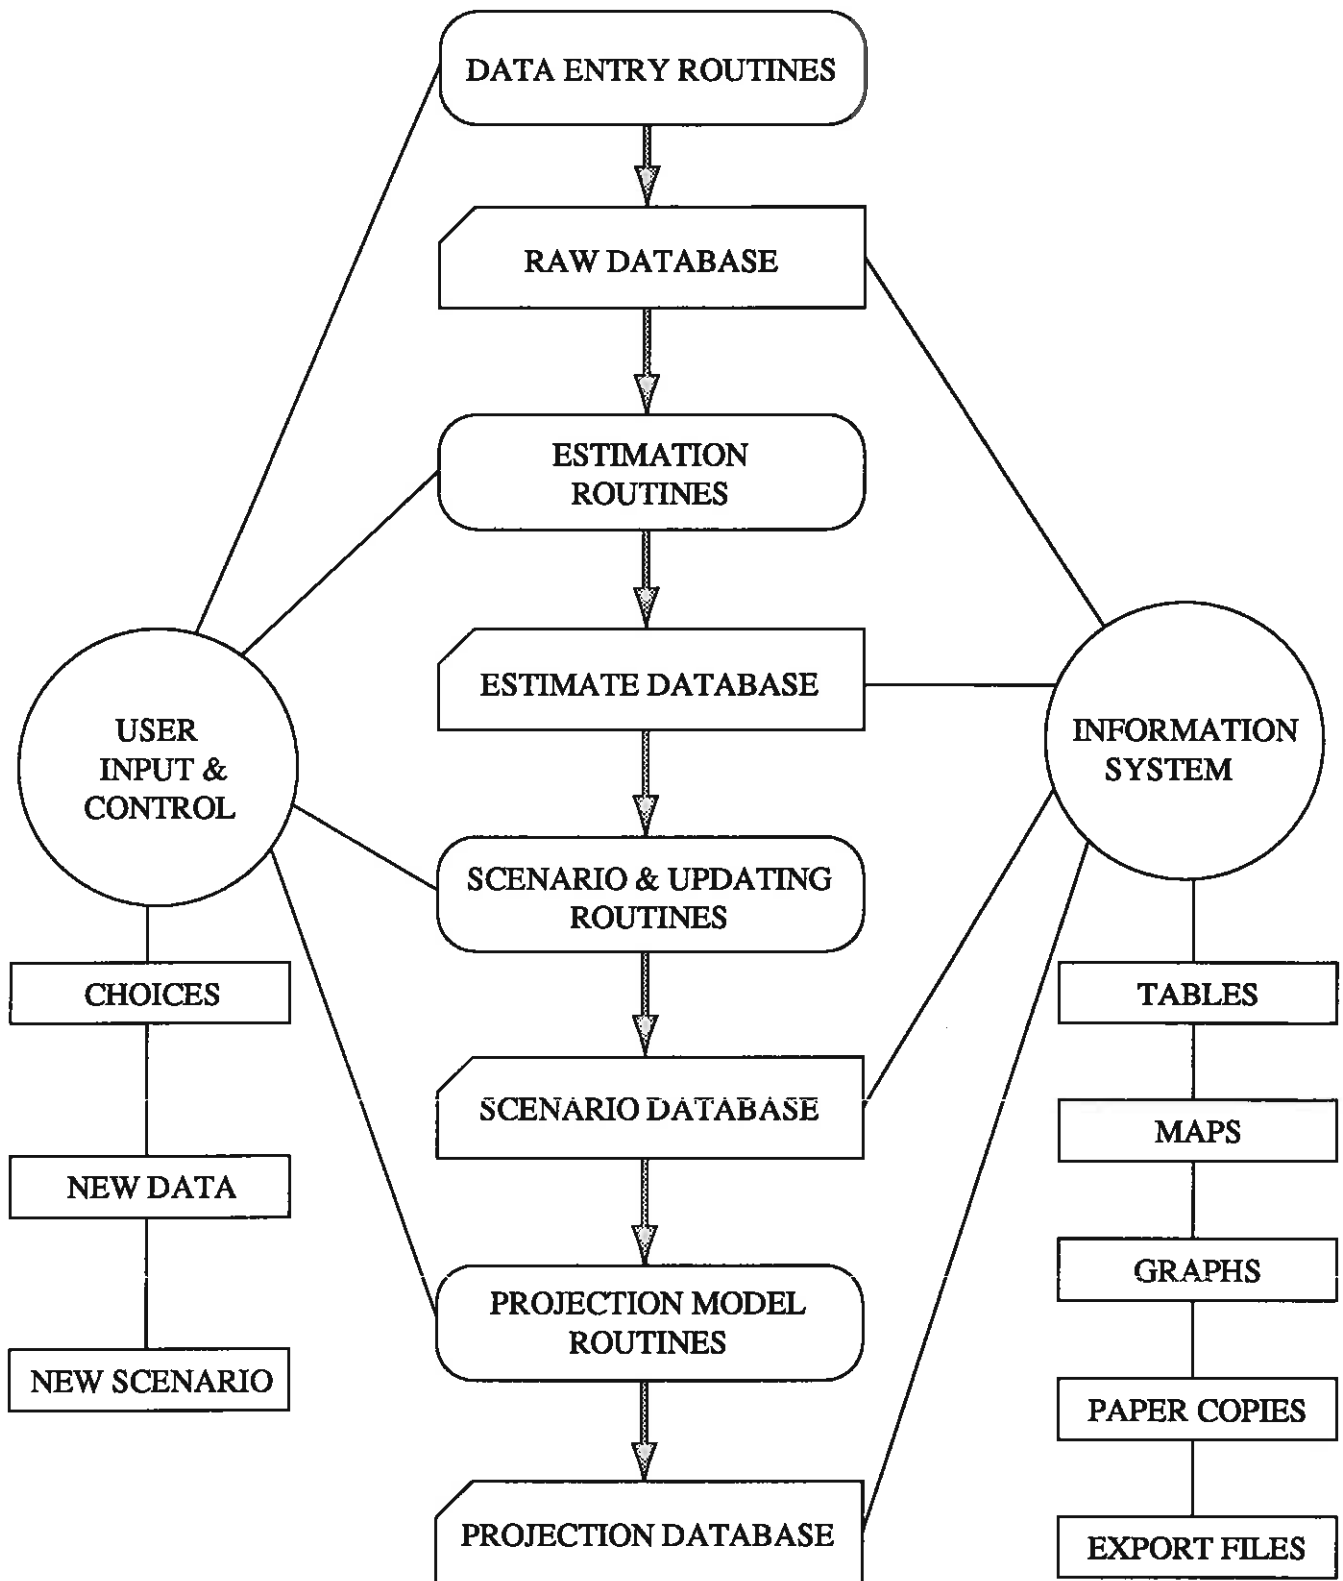 DATA ENTRY ROUTINES
RAW DATABASE
ESTIMATION
ROUTINES
ESTIMATE DATABASE
USER
INPUT &
CONTROL
INFORMATION
SYSTEM
SCENARIO & UPDATING
ROUTINES
CHOICES
TABLES
SCENARIO DATABASE
MAPS
NEW DATA
GRAPHS
PROJECTION MODEL
ROUTINES
NEW SCENARIO
PAPER COPIES
PROJECTION DATABASE
EXPORT FILES